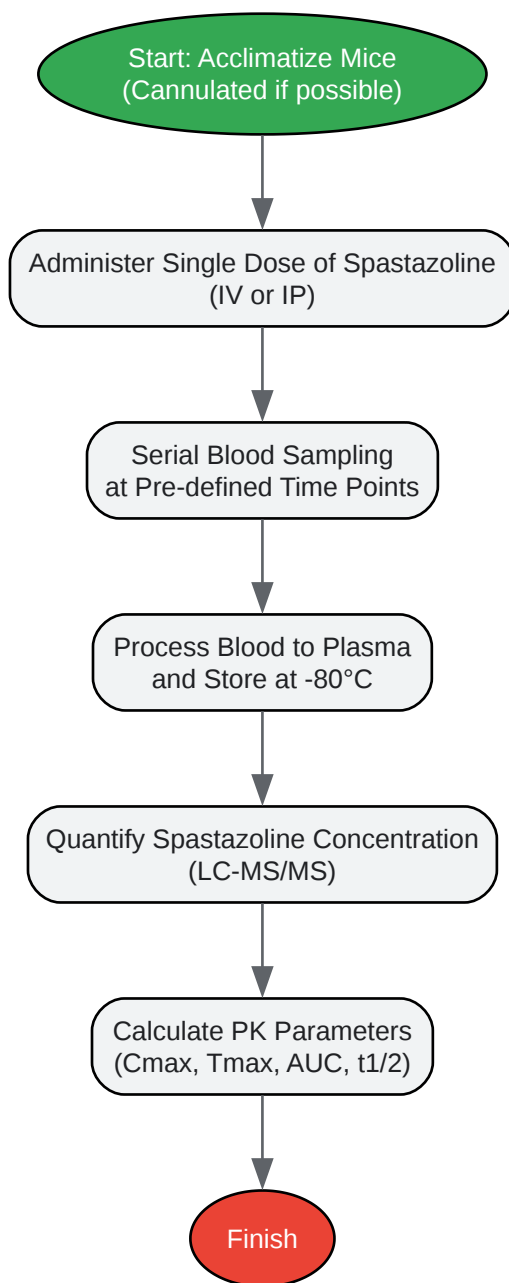 Start: Acclimatize Mice
(Cannulated if possible)
Administer Single Dose of Spastazoline
(IV or IP)
Serial Blood Sampling
at Pre-defined Time Points
Process Blood to Plasma
and Store at -80°C
Quantify Spastazoline Concentration
(LC-MS/MS)
Calculate PK Parameters
(Cmax, Tmax, AUC, t1/2)
Finish